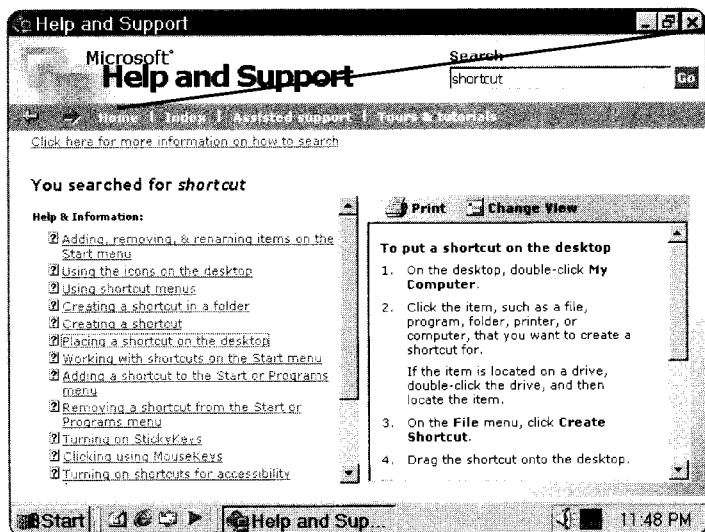 Help and Support
Microsoft
Help and Support
Search
shortcut
Go
Home | Index | Assisted support | Tours & tutorials
Click here for more information on how to search
You searched for shortcut
Help & Information:
Adding, removing, & renaming items on the
Start menu
Using the icons on the desktop
Using shortcut menus
Creating a shortcut in a folder
Creating a shortcut
Placing a shortcut on the desktop
Working with shortcuts on the Start menu
Adding a shortcut to the Start or Programs
menu
Removing a shortcut from the Start or
Programs menu
Turning on StickyKeys
Clicking using MouseKeys
Turning on shortcuts for accessibility
Print
Change View
To put a shortcut on the desktop
1. On the desktop, double-click My
Computer.
2. Click the item, such as a file,
program, folder, printer, or
computer, that you want to create a
shortcut for.
If the item is located on a drive,
double-click the drive, and then
locate the item.
3. On the File menu, click Create
Shortcut.
4. Drag the shortcut onto the desktop.
Start
Help and Sup...
11:48 PM